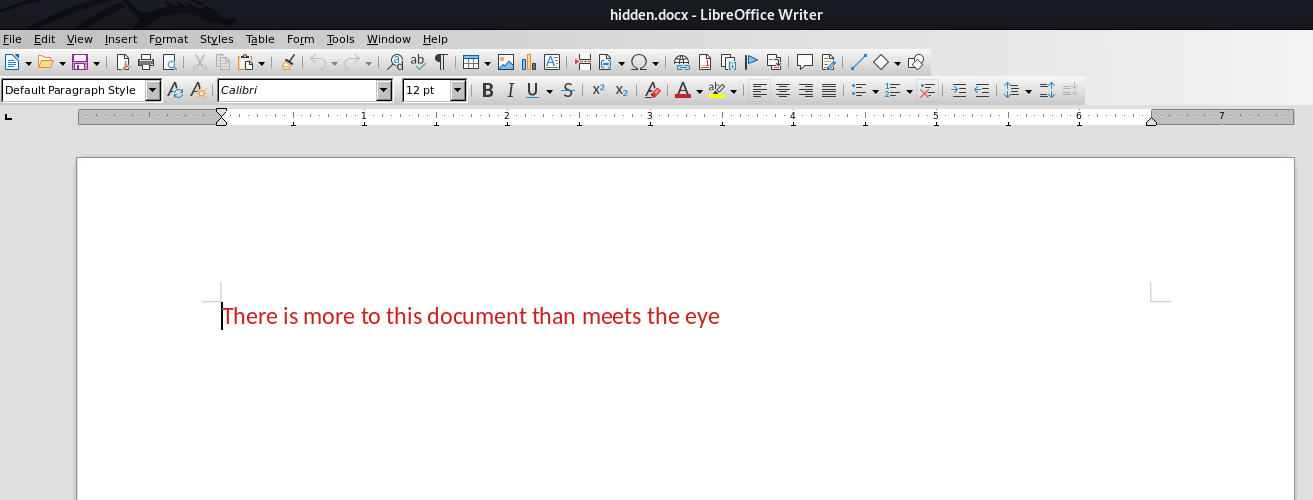 hidden.docx - LibreOffice Writer
File Edit View Insert Format Styles Table Form Tools Window Help
Default Paragraph Style Calibri 12 pt B I U S x² x₂ A
1 2 3 4 5 6 7
There is more to this document than meets the eye